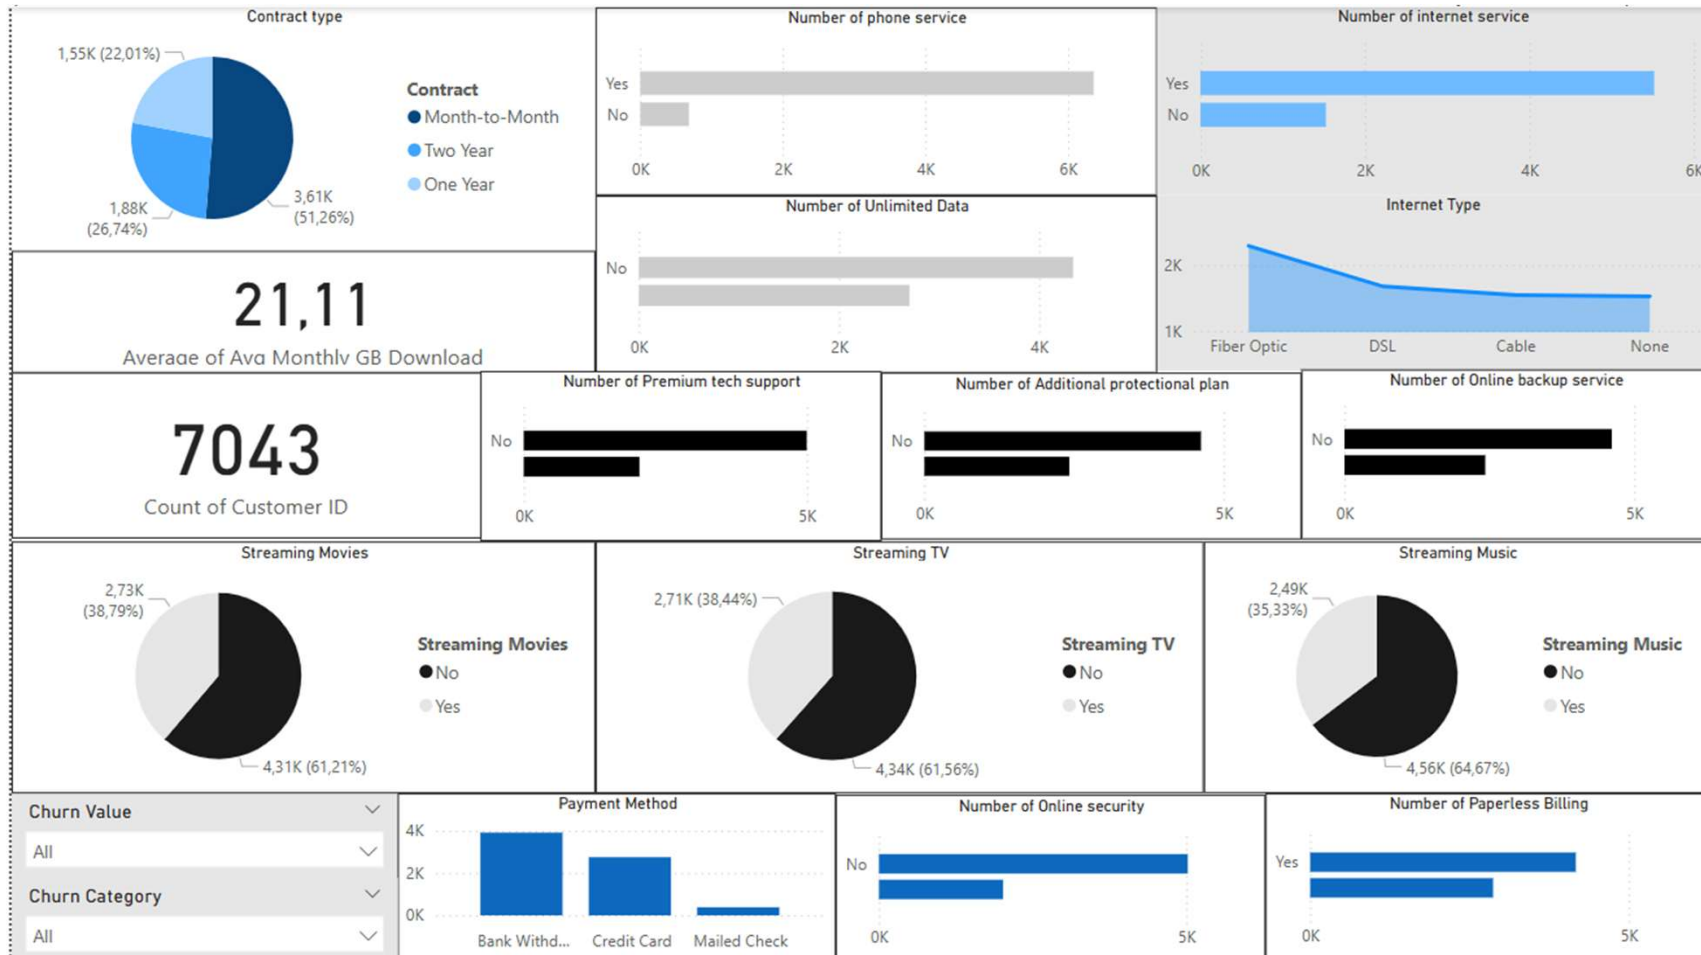 Contract type
1,55K (22,01%)
Contract
Month-to-Month
Two Year
One Year
3,61K
(51,26%)
1,88K
(26,74%)
Number of phone service
Yes
No
0K 2K 4K 6K
Number of internet service
Yes
No
0K 2K 4K 6K
21,11
Average of Avg Monthly GB Download
Number of Unlimited Data
No
0K 2K 4K
Internet Type
2K
1K
Fiber Optic DSL Cable None
7043
Count of Customer ID
Number of Premium tech support
No
0K 5K
Number of Additional protectional plan
No
0K 5K
Number of Online backup service
No
0K 5K
Streaming Movies
2,73K
(38,79%)
Streaming Movies
No
Yes
4,31K (61,21%)
Streaming TV
2,71K (38,44%)
Streaming TV
No
Yes
4,34K (61,56%)
Streaming Music
2,49K
(35,33%)
Streaming Music
No
Yes
4,56K (64,67%)
Churn Value
All
Churn Category
All
Payment Method
4K
2K
0K
Bank Withd... Credit Card Mailed Check
Number of Online security
No
0K 5K
Number of Paperless Billing
Yes
0K 5K